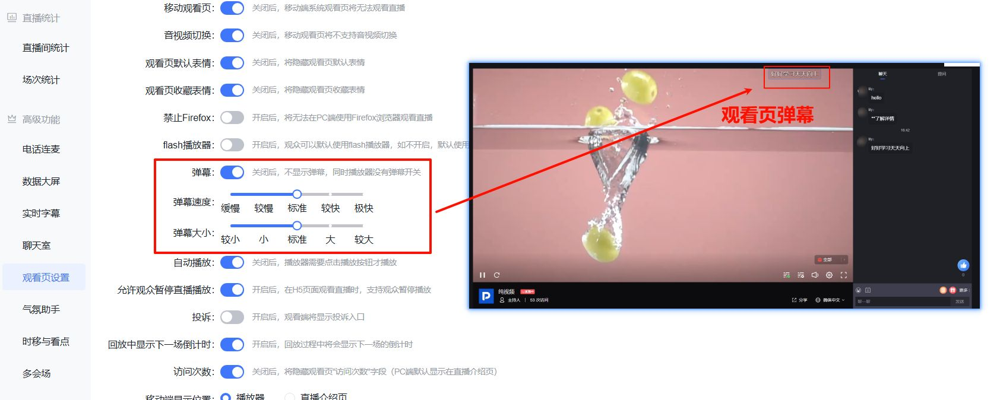 直播统计
直播间统计
场次统计
高级功能
电话连麦
数据大屏
实时字幕
聊天室
观看页设置
气氛助手
时移与看点
多会场
移动观看页： 关闭后，移动端系统观看页将无法观看直播
音视频切换： 关闭后，移动观看页将不支持音视频切换
观看页默认表情： 关闭后，将隐藏观看页默认表情
观看页收藏表情： 关闭后，将隐藏观看页收藏表情
禁止Firefox： 开启后，将无法在PC端使用Firefox浏览器观看直播
flash播放器： 开启后，观众可以默认使用flash播放器，如不开启，默认使用
弹幕： 关闭后，不显示弹幕，同时播放器没有弹幕开关
弹幕速度：
缓慢 较慢 标准 较快 极快
弹幕大小：
较小 小 标准 大 较大
自动播放： 关闭后，播放器需要点击播放按钮才播放
允许观众暂停直播播放： 开启后，在H5页面观看直播时，支持观众暂停播放
投诉： 开启后，观看端将显示投诉入口
回放中显示下一场倒计时： 开启后，回放过程中将会显示下一场的倒计时
访问次数： 关闭后，将隐藏观看页"访问次数"字段（PC端默认显示在直播介绍页）
移动端显示位置： 播放器 直播介绍页
好好学习天天向上
观看页弹幕
聊天 提问
hello
**了解详情
16:42
好好学习天天向上
全部
0
纯视频
主持人 | 53 次访问
分享 简体中文
更多
聊一聊
发送